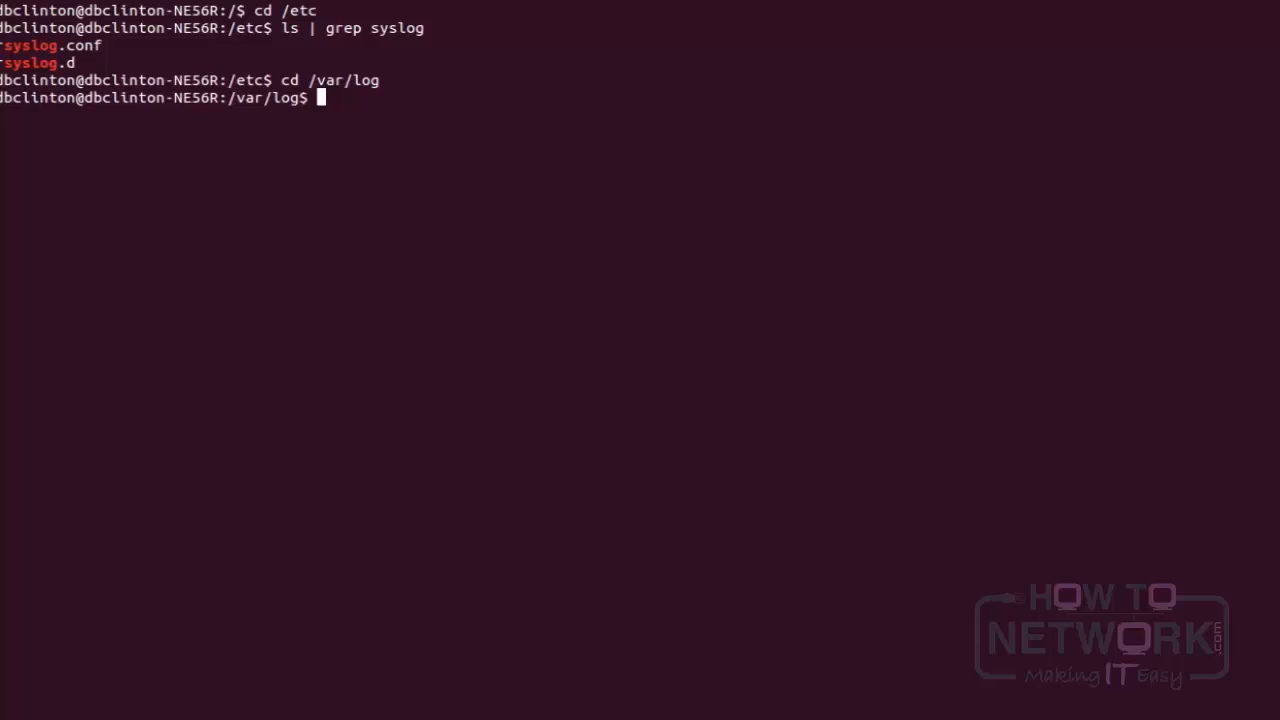 dbclinton@dbclinton-NE56R:/$ cd /etc
dbclinton@dbclinton-NE56R:/etc$ ls | grep syslog
rsyslog.conf
rsyslog.d
dbclinton@dbclinton-NE56R:/etc$ cd /var/log
dbclinton@dbclinton-NE56R:/var/log$
HOW TO
NETWORK.com
Making IT Easy